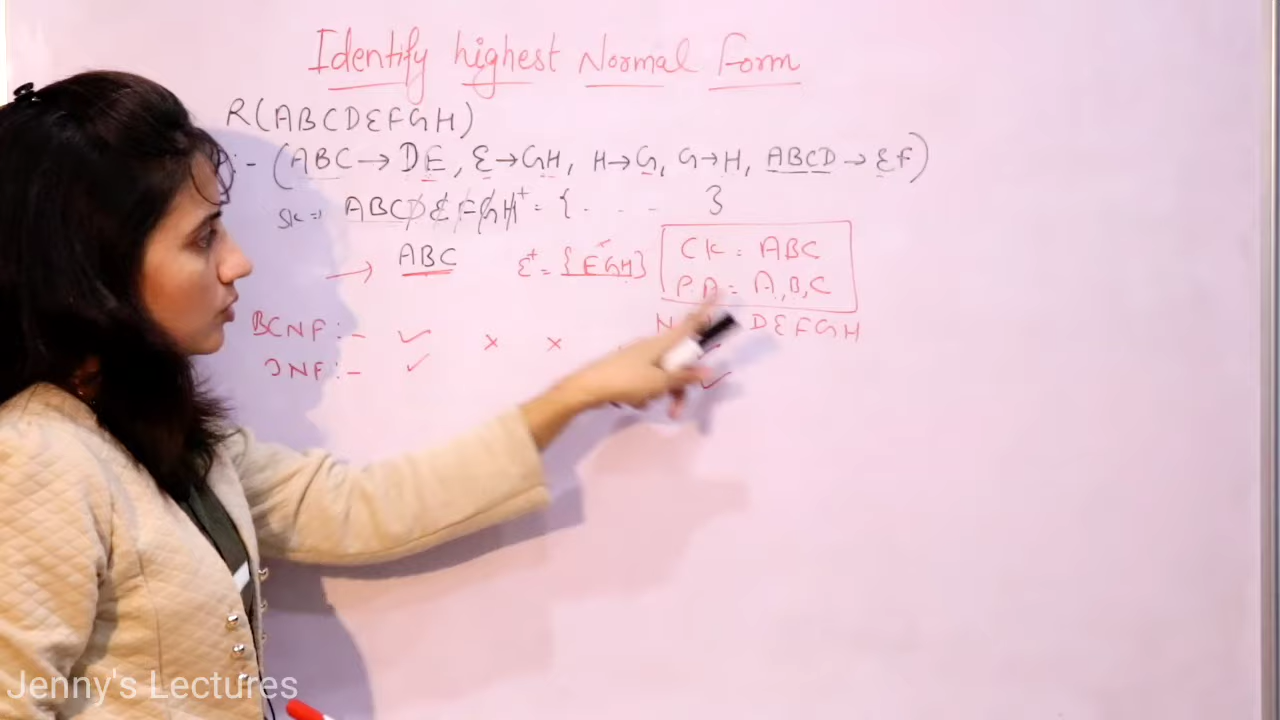 Identify highest Normal Form
R(ABCDEFGH)
:- (ABC → DE, E → GH, H → G, G → H, ABCD → EF)
SK => ABCDEFGH⁺ = { . . . . . }
→ ABC E⁺ = {EGH} CK = ABC
P.A = A,B,C
BCNF :- ✓ × × DEFGH
3NF :- ✓ ✓
Jenny's Lectures